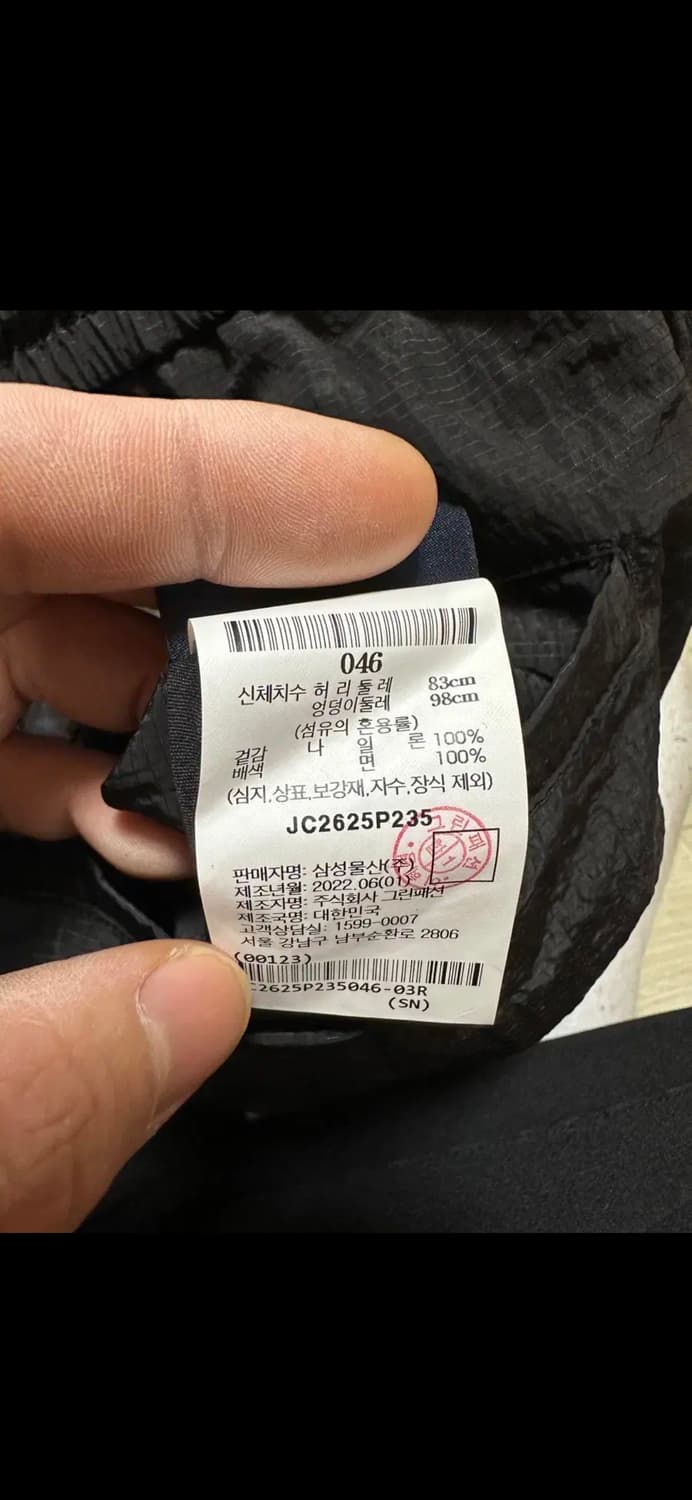 046
신체치수 허 리 둘 레 83cm
엉덩이둘레 98cm
(섬유의 혼용률)
겉감 나 일 론 100%
배색 면 100%
(심지,상표,보강재,자수,장식 제외)
JC2625P235
그린패션
판매자명: 삼성물산(주)
제조년월: 2022.06(01)
제조자명: 주식회사 그린패션
제조국명: 대한민국
고객상담실: 1599-0007
서울 강남구 남부순환로 2806
(00123)
C2625P235046-03R
(SN)